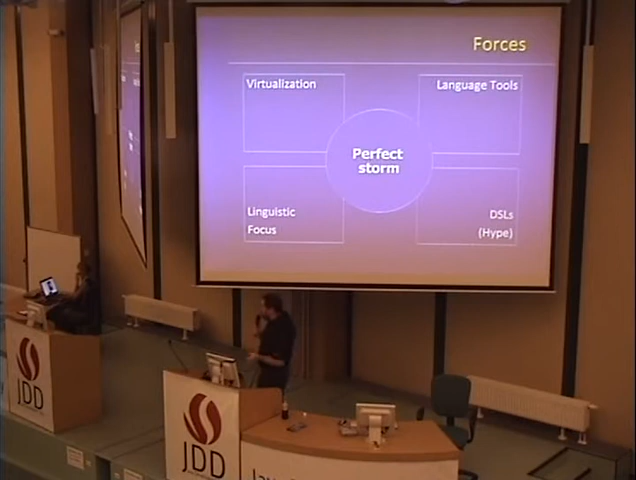 Forces
Virtualization
Language Tools
Perfect
storm
Linguistic
Focus
DSLs
(Hype)
JDD
JDD